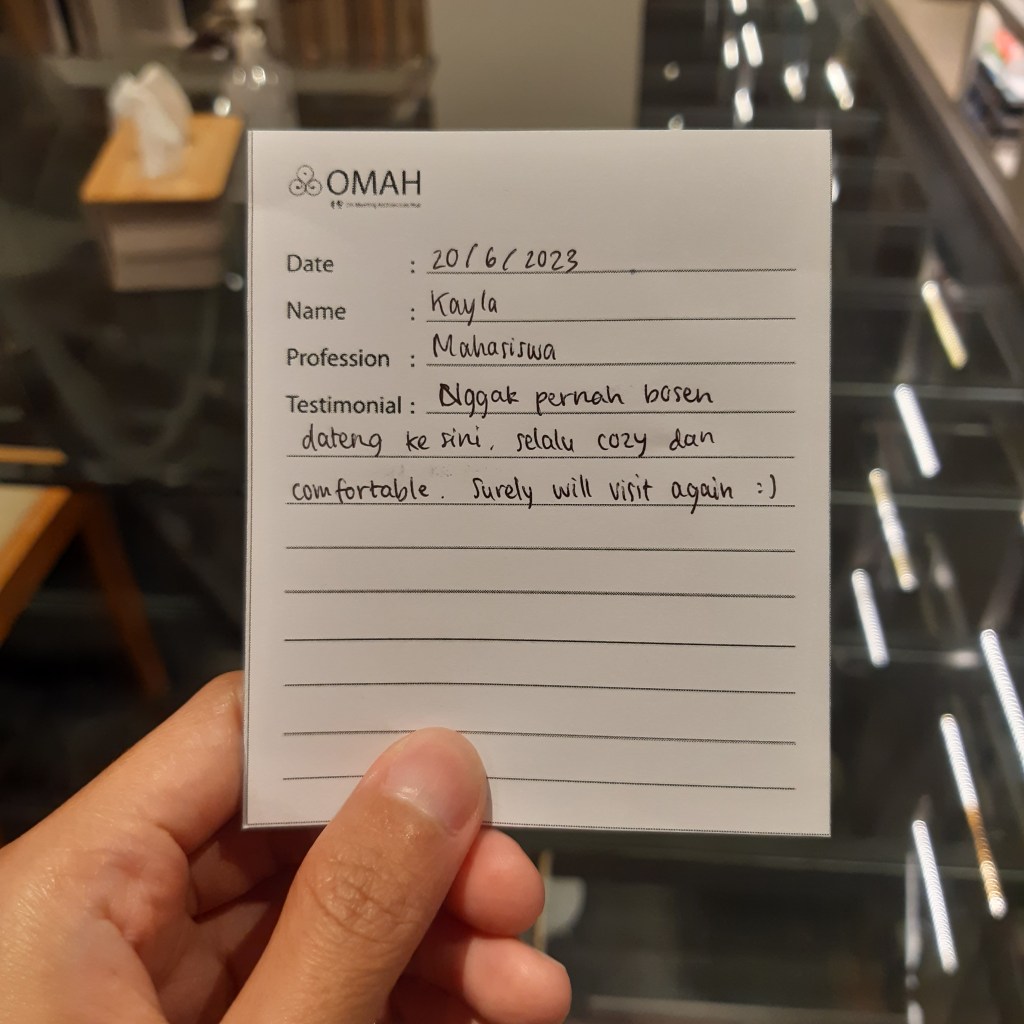 OMAH
Date : 20/6/2023
Name : Kayla
Profession : Mahasiswa
Testimonial : Nggak pernah bosen
dateng ke sini, selalu cozy dan
comfortable. Surely will visit again :)